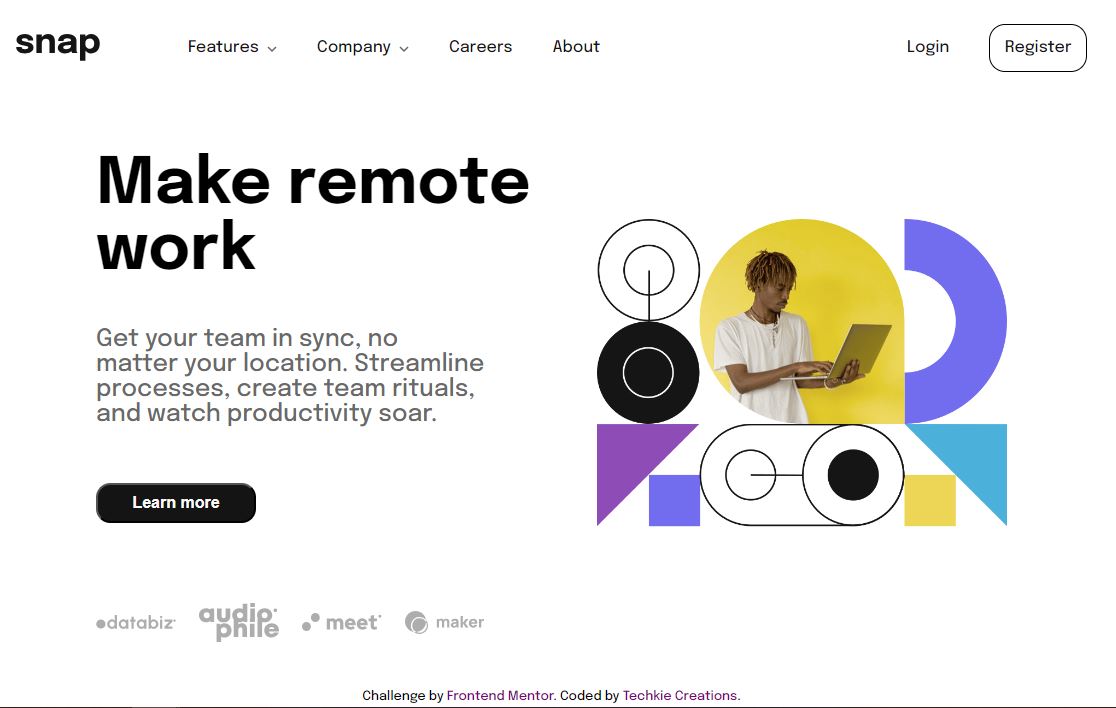 snap
Features
Company
Careers
About
Login
Register
Make remote
work
Get your team in sync, no
matter your location. Streamline
processes, create team rituals,
and watch productivity soar.
Learn more
databiz
audio
phile
meet
maker
Challenge by Frontend Mentor. Coded by Techkie Creations.